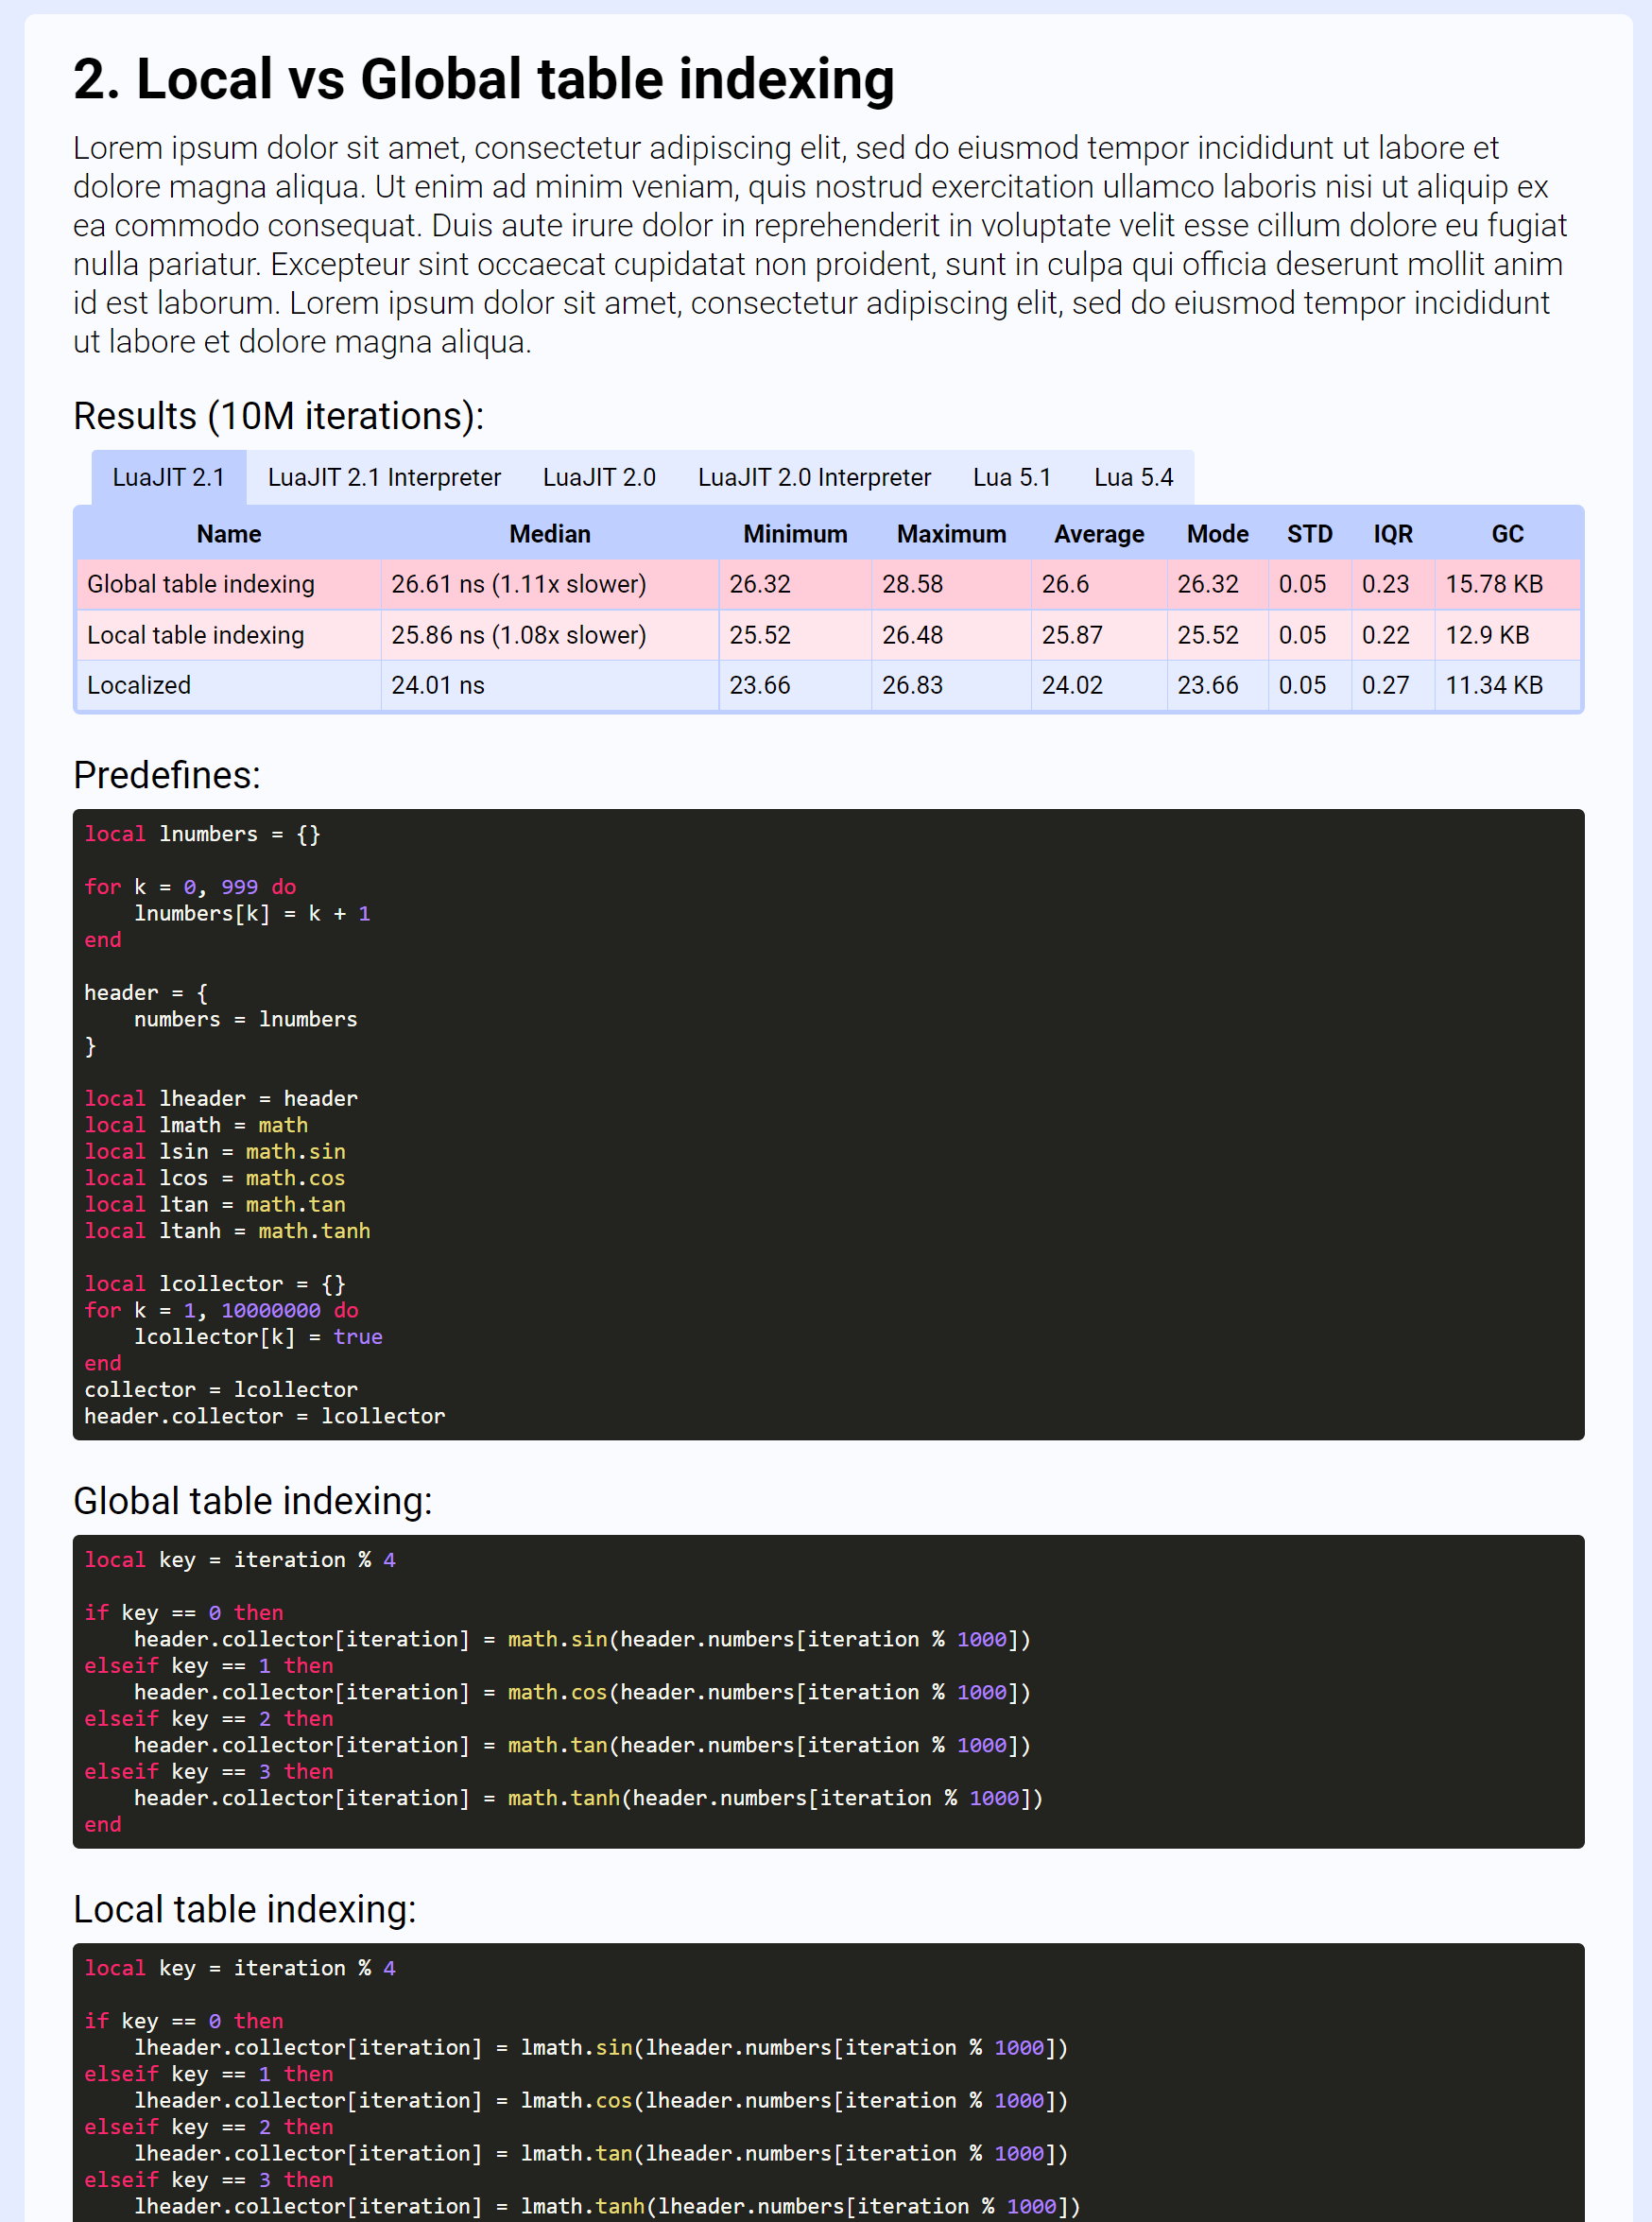 2. Local vs Global table indexing
Lorem ipsum dolor sit amet, consectetur adipiscing elit, sed do eiusmod tempor incididunt ut labore et
dolore magna aliqua. Ut enim ad minim veniam, quis nostrud exercitation ullamco laboris nisi ut aliquip ex
ea commodo consequat. Duis aute irure dolor in reprehenderit in voluptate velit esse cillum dolore eu fugiat
nulla pariatur. Excepteur sint occaecat cupidatat non proident, sunt in culpa qui officia deserunt mollit anim
id est laborum. Lorem ipsum dolor sit amet, consectetur adipiscing elit, sed do eiusmod tempor incididunt
ut labore et dolore magna aliqua.
Results (10M iterations):
LuaJIT 2.1 LuaJIT 2.1 Interpreter LuaJIT 2.0 LuaJIT 2.0 Interpreter Lua 5.1 Lua 5.4
Name Median Minimum Maximum Average Mode STD IQR GC
Global table indexing 26.61 ns (1.11x slower) 26.32 28.58 26.6 26.32 0.05 0.23 15.78 KB
Local table indexing 25.86 ns (1.08x slower) 25.52 26.48 25.87 25.52 0.05 0.22 12.9 KB
Localized 24.01 ns 23.66 26.83 24.02 23.66 0.05 0.27 11.34 KB
Predefines:
local lnumbers = {}
for k = 0, 999 do
    lnumbers[k] = k + 1
end
header = {
    numbers = lnumbers
}
local lheader = header
local lmath = math
local lsin = math.sin
local lcos = math.cos
local ltan = math.tan
local ltanh = math.tanh
local lcollector = {}
for k = 1, 10000000 do
    lcollector[k] = true
end
collector = lcollector
header.collector = lcollector
Global table indexing:
local key = iteration % 4
if key == 0 then
    header.collector[iteration] = math.sin(header.numbers[iteration % 1000])
elseif key == 1 then
    header.collector[iteration] = math.cos(header.numbers[iteration % 1000])
elseif key == 2 then
    header.collector[iteration] = math.tan(header.numbers[iteration % 1000])
elseif key == 3 then
    header.collector[iteration] = math.tanh(header.numbers[iteration % 1000])
end
Local table indexing:
local key = iteration % 4
if key == 0 then
    lheader.collector[iteration] = lmath.sin(lheader.numbers[iteration % 1000])
elseif key == 1 then
    lheader.collector[iteration] = lmath.cos(lheader.numbers[iteration % 1000])
elseif key == 2 then
    lheader.collector[iteration] = lmath.tan(lheader.numbers[iteration % 1000])
elseif key == 3 then
    lheader.collector[iteration] = lmath.tanh(lheader.numbers[iteration % 1000])